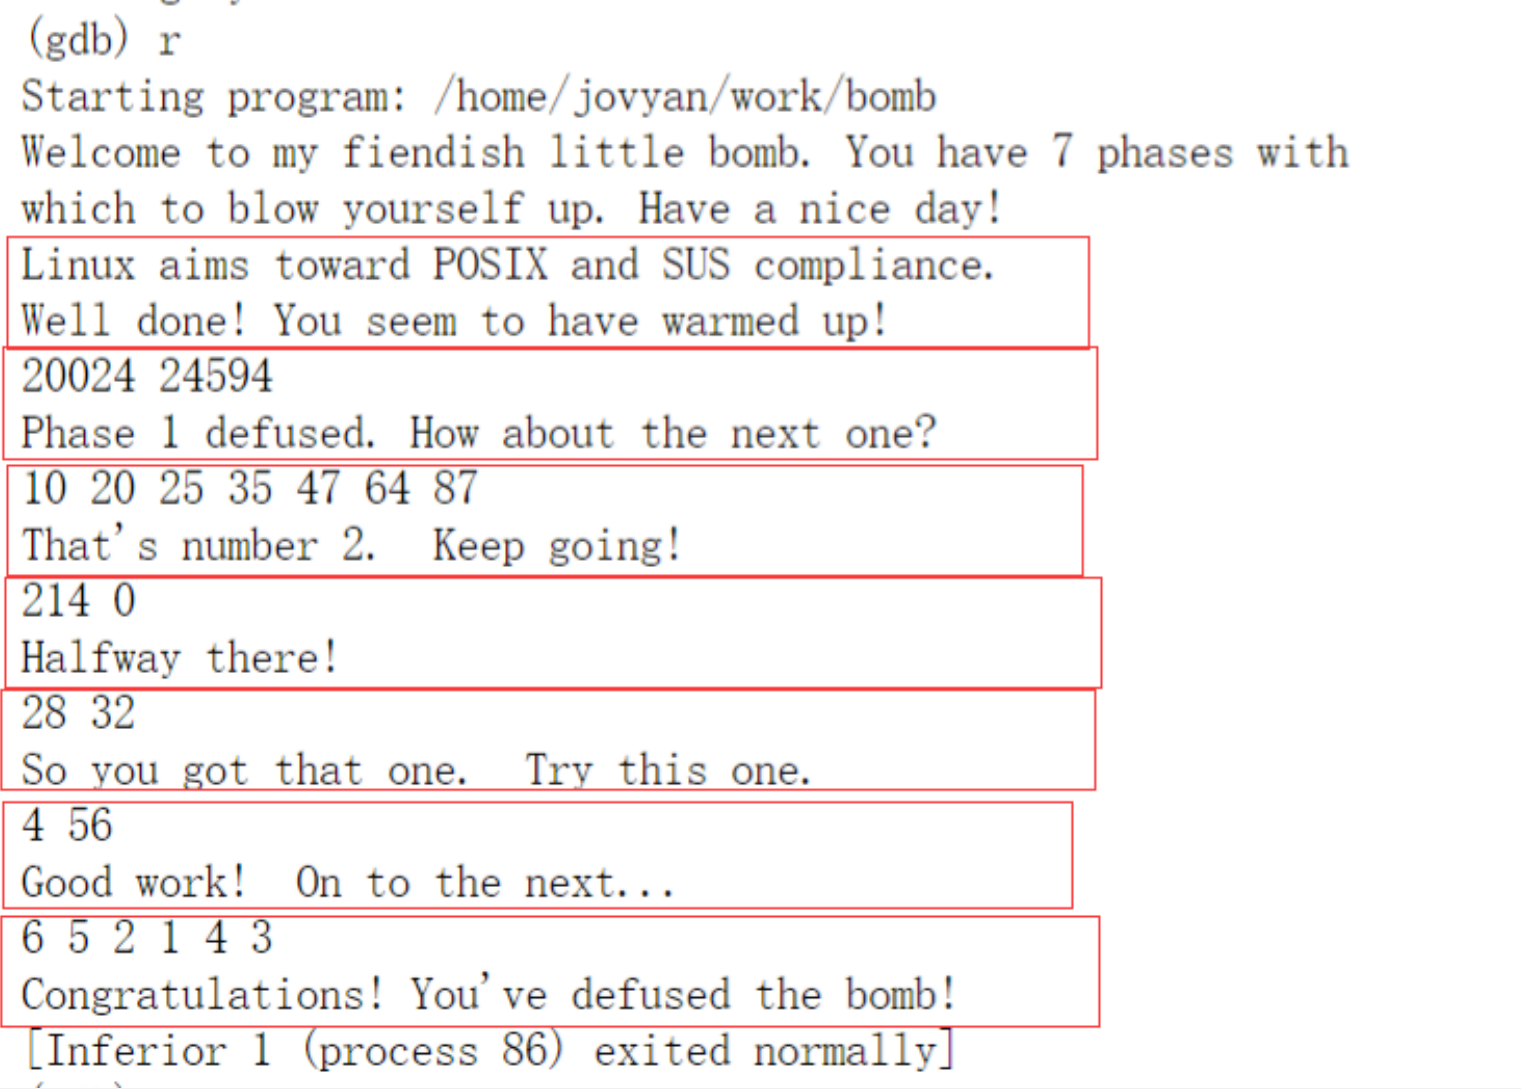 (gdb) r
Starting program: /home/jovyan/work/bomb
Welcome to my fiendish little bomb. You have 7 phases with
which to blow yourself up. Have a nice day!
Linux aims toward POSIX and SUS compliance.
Well done! You seem to have warmed up!
20024 24594
Phase 1 defused. How about the next one?
10 20 25 35 47 64 87
That's number 2.  Keep going!
214 0
Halfway there!
28 32
So you got that one.  Try this one.
4 56
Good work!  On to the next...
6 5 2 1 4 3
Congratulations! You've defused the bomb!
[Inferior 1 (process 86) exited normally]